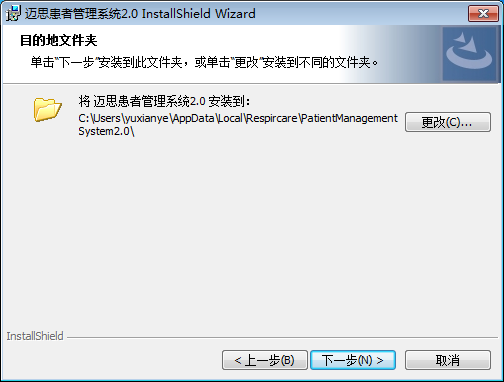 迈思患者管理系统2.0 InstallShield Wizard
目的地文件夹
单击"下一步"安装到此文件夹，或单击"更改"安装到不同的文件夹。
将 迈思患者管理系统2.0 安装到：
C:\Users\yuxianye\AppData\Local\Respircare\PatientManagement
System2.0\
更改(C)...
InstallShield
< 上一步(B)
下一步(N) >
取消